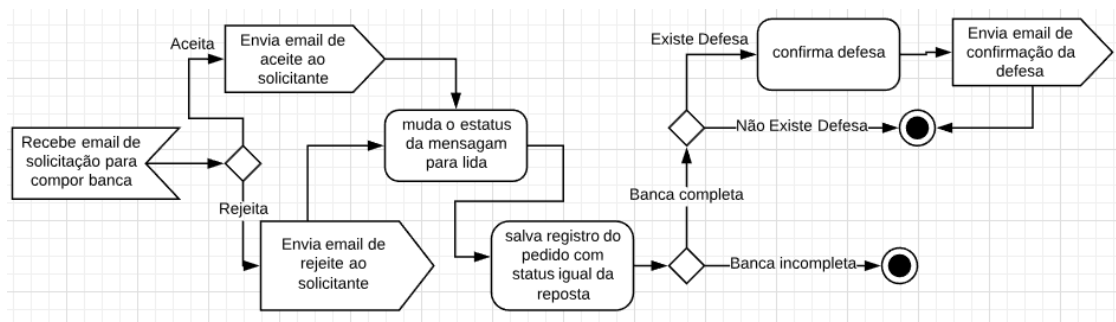 Recebe email de
solicitação para
compor banca
Aceita
Envia email de
aceite ao
solicitante
Rejeita
Envia email de
rejeite ao
solicitante
muda o estatus
da mensagam
para lida
salva registro do
pedido com
status igual da
reposta
Banca incompleta
Banca completa
Não Existe Defesa
Existe Defesa
confirma defesa
Envia email de
confirmação da
defesa